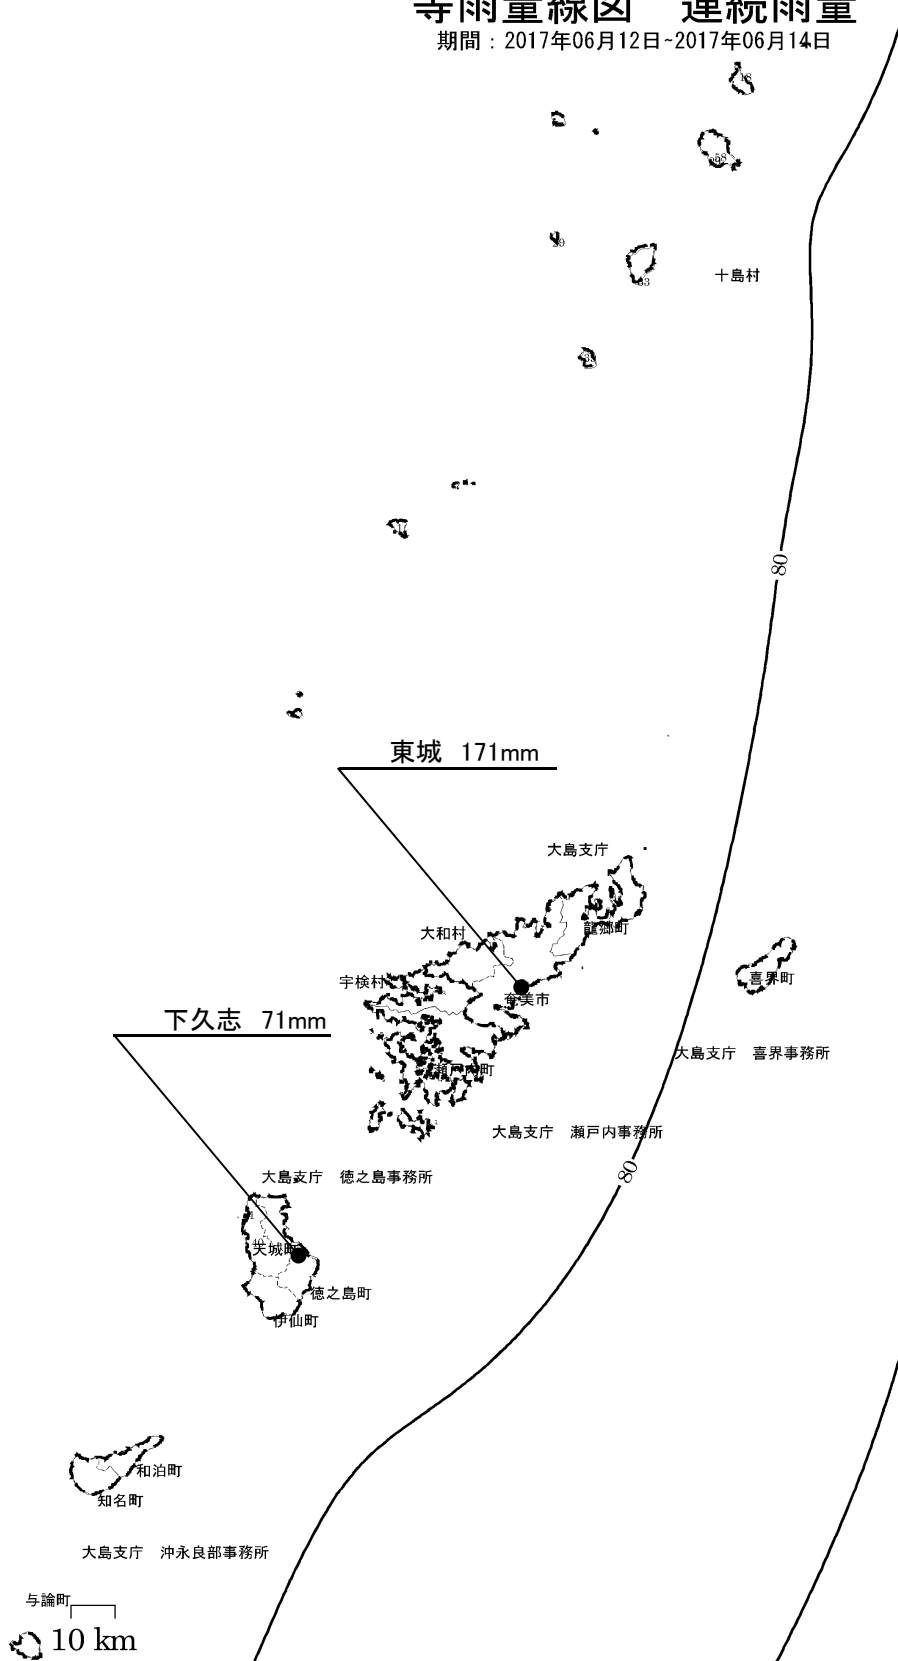 等雨量線図　連続雨量
期間：2017年06月12日~2017年06月14日
18
58
29
33
十島村
80
東城 171mm
大島支庁
龍郷町
大和村
宇検村
奄美市
喜界町
下久志 71mm
大島支庁 喜界事務所
瀬戸内町
大島支庁 瀬戸内事務所
80
大島支庁 徳之島事務所
天城町
徳之島町
伊仙町
和泊町
知名町
大島支庁 沖永良部事務所
与論町
10 km